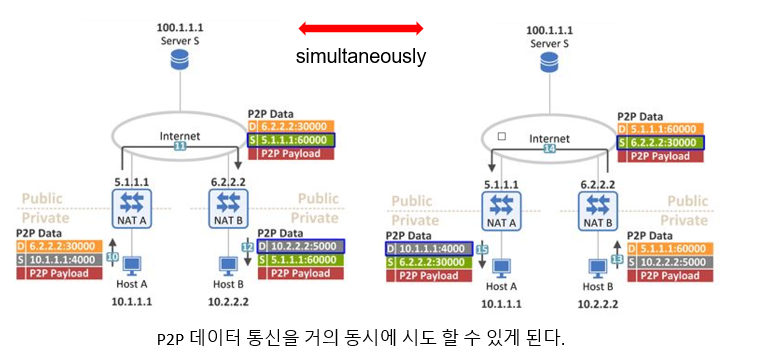 100.1.1.1
Server S
simultaneously
100.1.1.1
Server S
P2P Data
D 6.2.2.2:30000
S 5.1.1.1:60000
P2P Payload
Internet
11
5.1.1.1
6.2.2.2
Public
Private
NAT A
NAT B
Public
Private
P2P Data
D 6.2.2.2:30000
S 10.1.1.1:4000
P2P Payload
10
12
P2P Data
D 10.2.2.2:5000
S 5.1.1.1:60000
P2P Payload
Host A
10.1.1.1
Host B
10.2.2.2
P2P Data
D 5.1.1.1:60000
S 6.2.2.2:30000
P2P Payload
Internet
14
5.1.1.1
6.2.2.2
Public
Private
NAT A
NAT B
Public
Private
P2P Data
D 10.1.1.1:4000
S 6.2.2.2:30000
P2P Payload
15
13
P2P Data
D 5.1.1.1:60000
S 10.2.2.2:5000
P2P Payload
Host A
10.1.1.1
Host B
10.2.2.2
P2P 데이터 통신을 거의 동시에 시도 할 수 있게 된다.